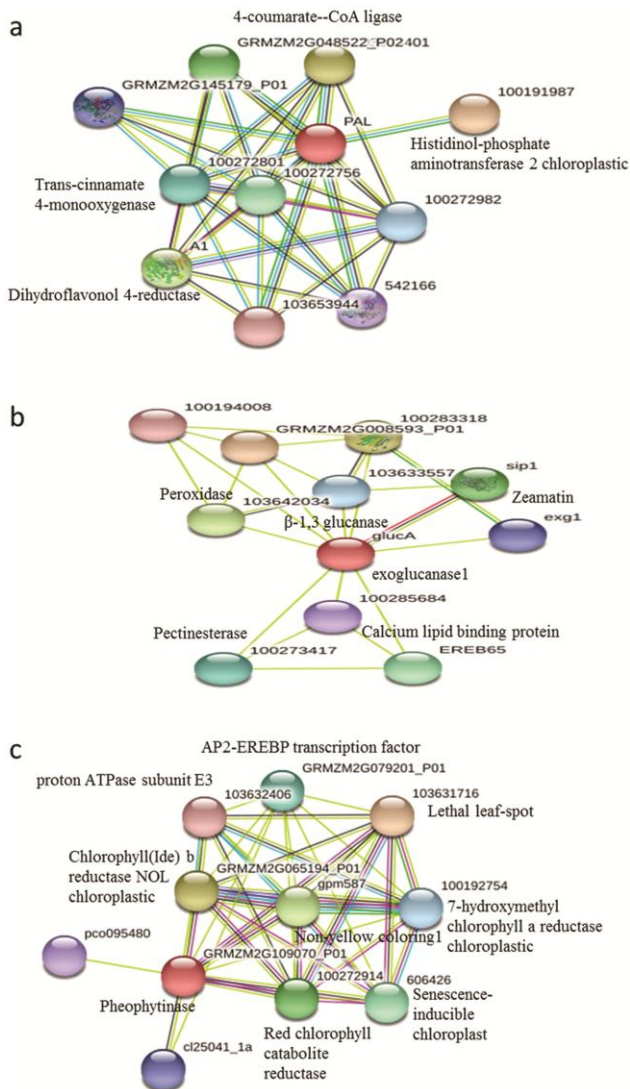 a
4-coumarate--CoA ligase
GRMZM2G048522_P02401
GRMZM2G145179_P01
100191987
PAL
Histidinol-phosphate
aminotransferase 2 chloroplastic
100272801
100272756
Trans-cinnamate
4-monooxygenase
100272982
A1
Dihydroflavonol 4-reductase
103653944
542166
b
100194008
100283318
GRMZM2G008593_P01
103633557
sip1
Peroxidase
Zeamatin
103642034
β-1,3 glucanase
exg1
glucA
exoglucanase1
100285684
Pectinesterase
Calcium lipid binding protein
100273417
EREB65
c
AP2-EREBP transcription factor
GRMZM2G079201_P01
proton ATPase subunit E3
103632406
103631716
Lethal leaf-spot
Chlorophyll(Ide) b
reductase NOL
chloroplastic
GRMZM2G065194_P01
gpm587
100192754
7-hydroxymethyl
chlorophyll a reductase
chloroplastic
Non-yellow coloring1
pco095480
GRMZM2G109070_P01
100272914
606426
Pheophytinase
Senescence-
inducible
chloroplast
Red chlorophyll
catabolite
reductase
cl25041_1a